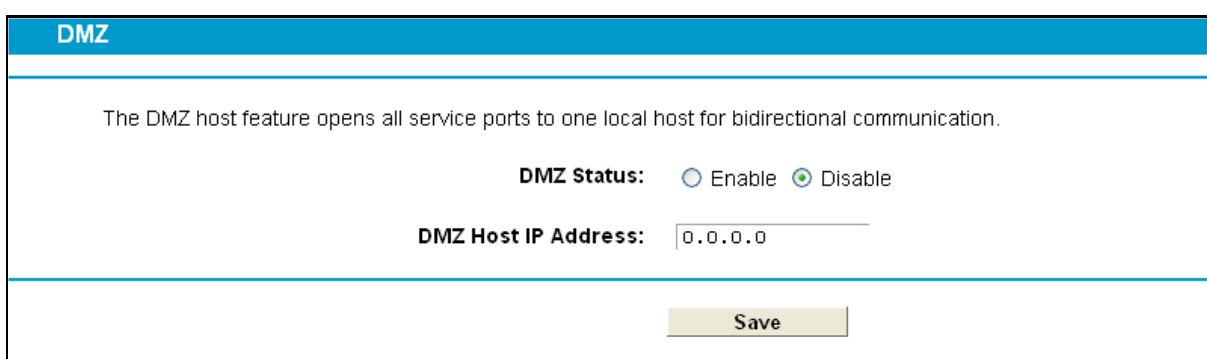 DMZ
The DMZ host feature opens all service ports to one local host for bidirectional communication.
DMZ Status: Enable Disable
DMZ Host IP Address: 0.0.0.0
Save